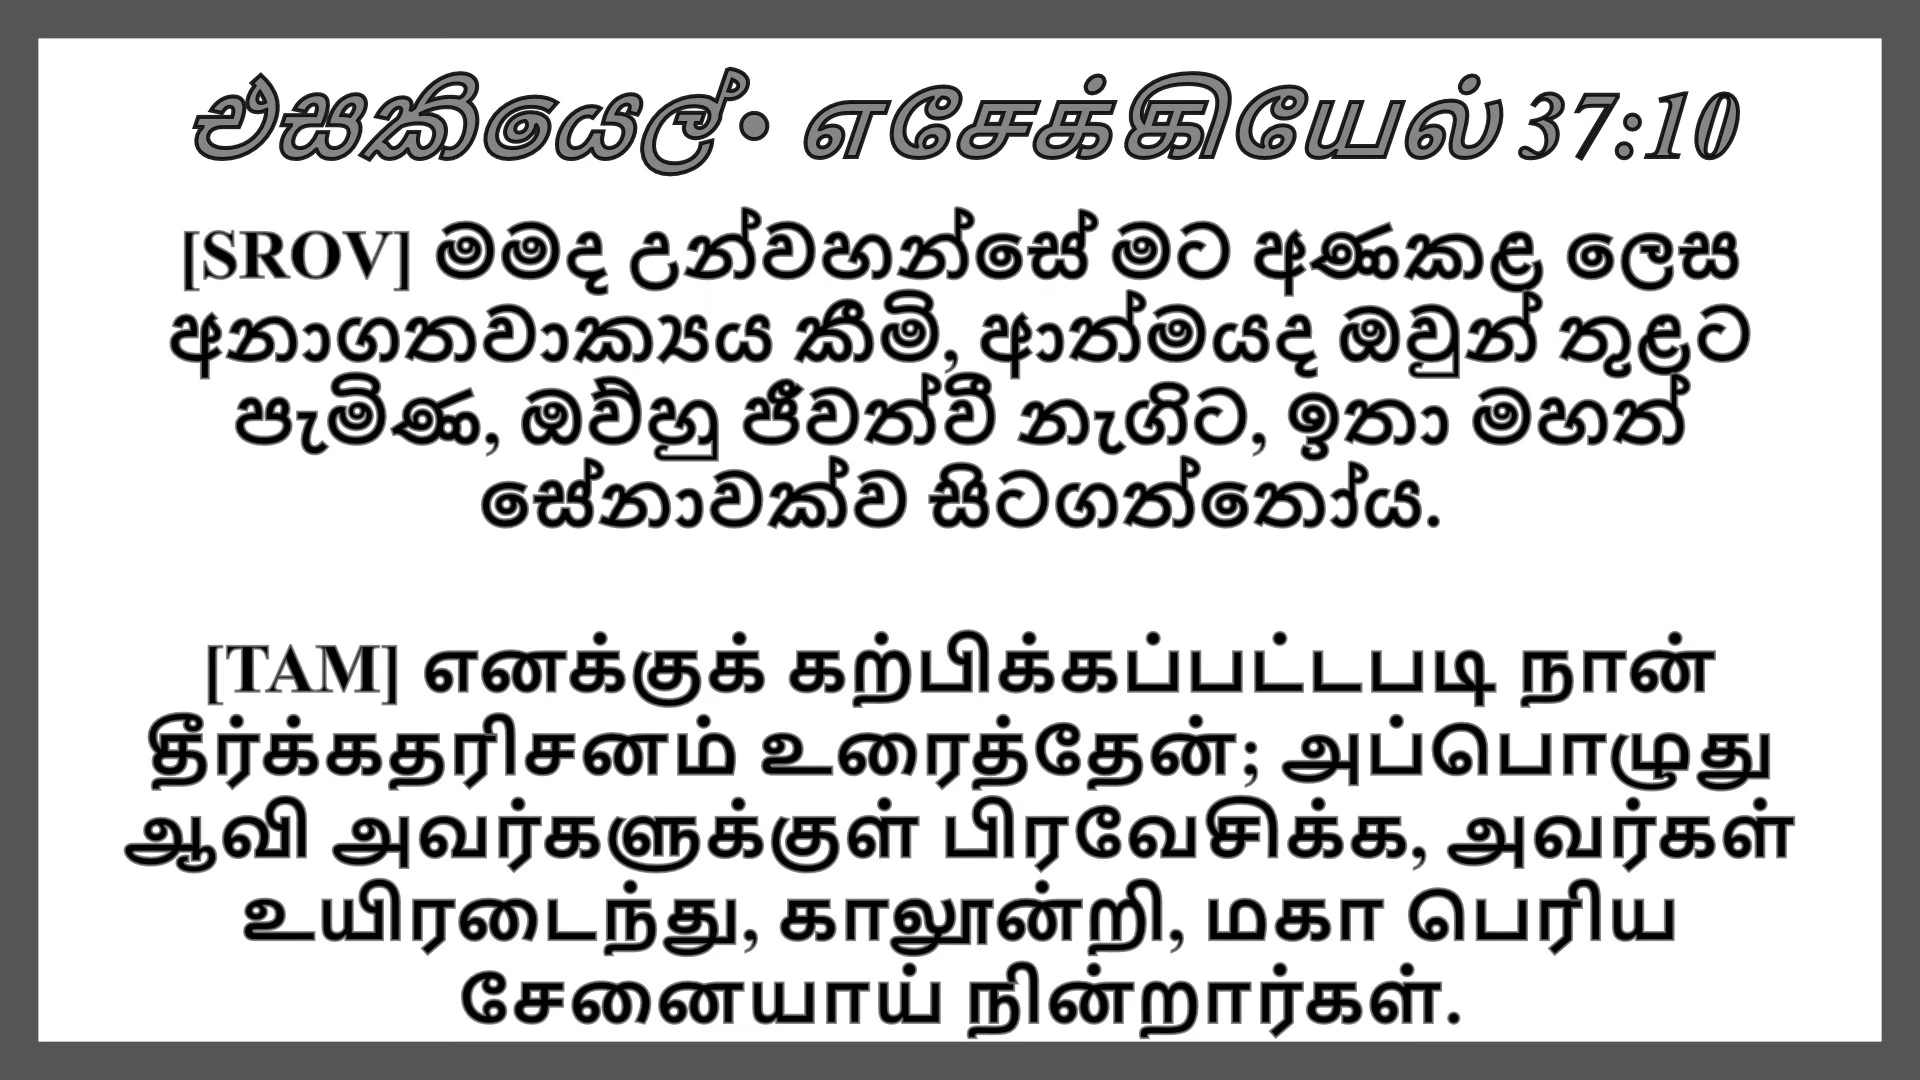 එසකියෙල් • எசேக்கியேல் 37:10
[SROV] මමද උන්වහන්සේ මට අණකළ ලෙස
අනාගතවාක්‍යය කීමි, ආත්මයද ඔවුන් තුළට
පැමිණ, ඔව්හු ජීවත්වී නැගිට, ඉතා මහත්
සේනාවක්ව සිටගත්තෝය.
[TAM] எனக்குக் கற்பிக்கப்பட்டபடி நான்
தீர்க்கதரிசனம் உரைத்தேன்; அப்பொழுது
ஆவி அவர்களுக்குள் பிரவேசிக்க, அவர்கள்
உயிரடைந்து, காலூன்றி, மகா பெரிய
சேனையாய் நின்றார்கள்.